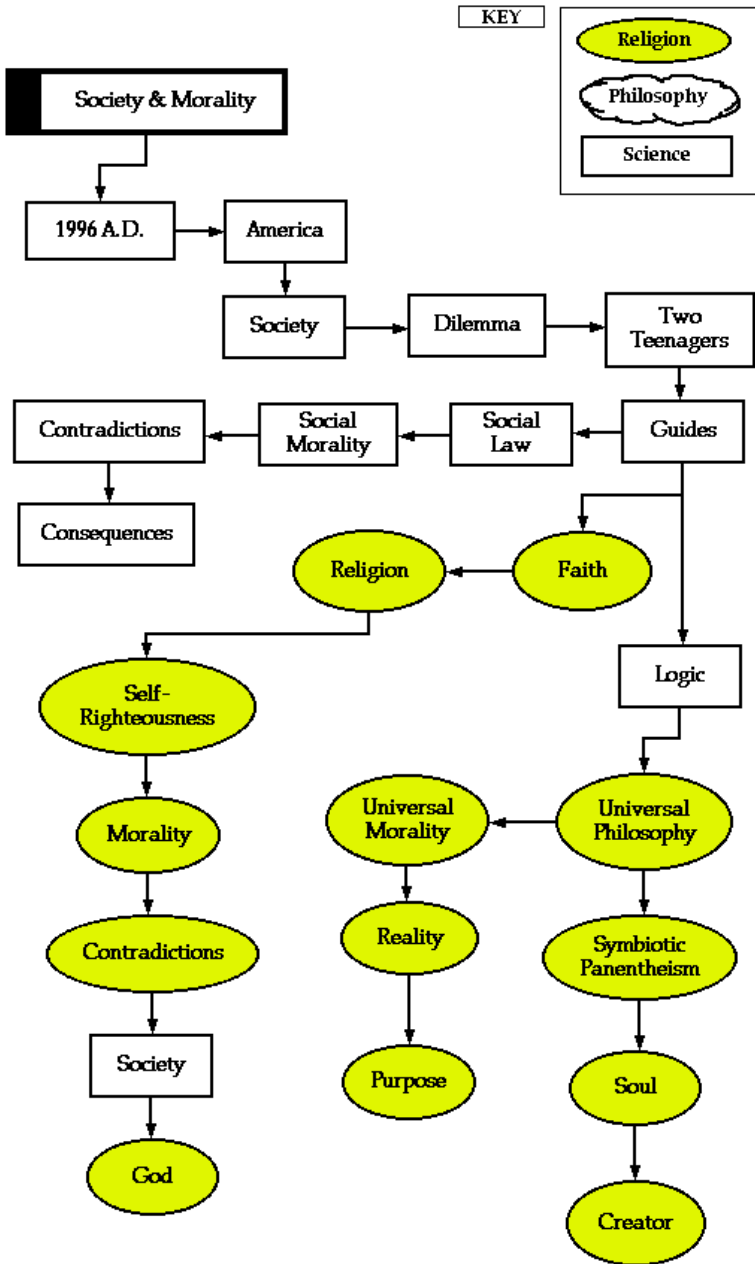 KEY
Religion
Philosophy
Science
Society & Morality
1996 A.D.
America
Society
Dilemma
Two
Teenagers
Guides
Social
Law
Social
Morality
Contradictions
Consequences
Faith
Religion
Self-
Righteousness
Morality
Contradictions
Society
God
Logic
Universal
Philosophy
Universal
Morality
Reality
Purpose
Symbiotic
Panentheism
Soul
Creator